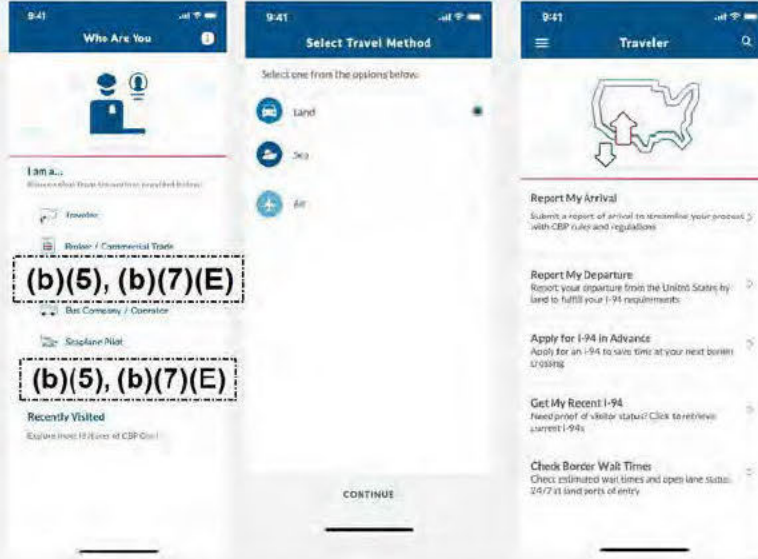 9:41
Who Are You
I am a...
Traveler
Broker / Commercial Trade
(b)(5), (b)(7)(E)
Bus Company / Operator
Seaplane Pilot
(b)(5), (b)(7)(E)
Recently Visited
Explore more features of CBP One!
9:41
Select Travel Method
Select one from the options below.
Land
Sea
Air
CONTINUE
9:41
Traveler
Report My Arrival
Submit a report of arrival to streamline your process
with CBP rules and regulations
Report My Departure
Report your departure from the United States by
land to fulfill your I-94 requirements
Apply for I-94 in Advance
Apply for an I-94 to save time at your next border
crossing
Get My Recent I-94
Need proof of visitor status? Click to retrieve
current I-94s
Check Border Wait Times
Check estimated wait times and open lane status
24/7 at land ports of entry